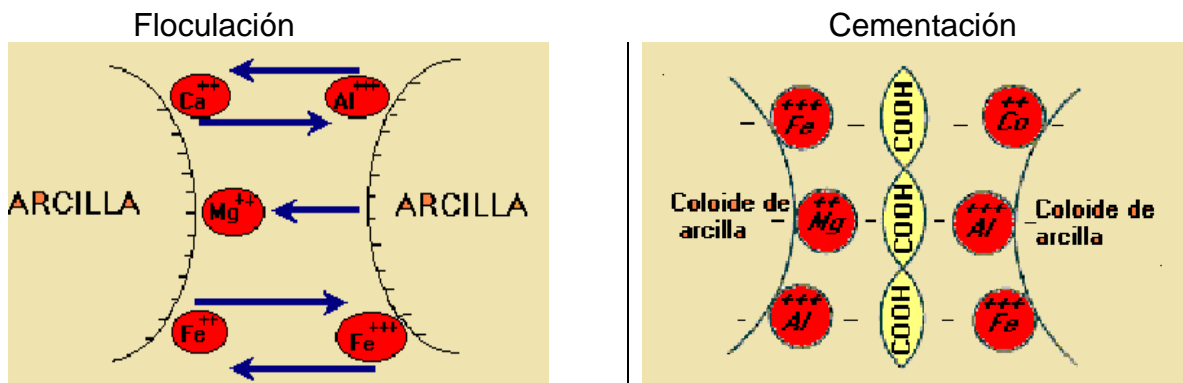 Floculación
Cementación
Ca++
Al+++
ARCILLA
Mg++
ARCILLA
Fe++
Fe+++
+++ Fe
COOH
++ Co
Coloide de
arcilla
++ Mg
COOH
+++ Al
Coloide de
arcilla
+++ Al
COOH
+++ Fe